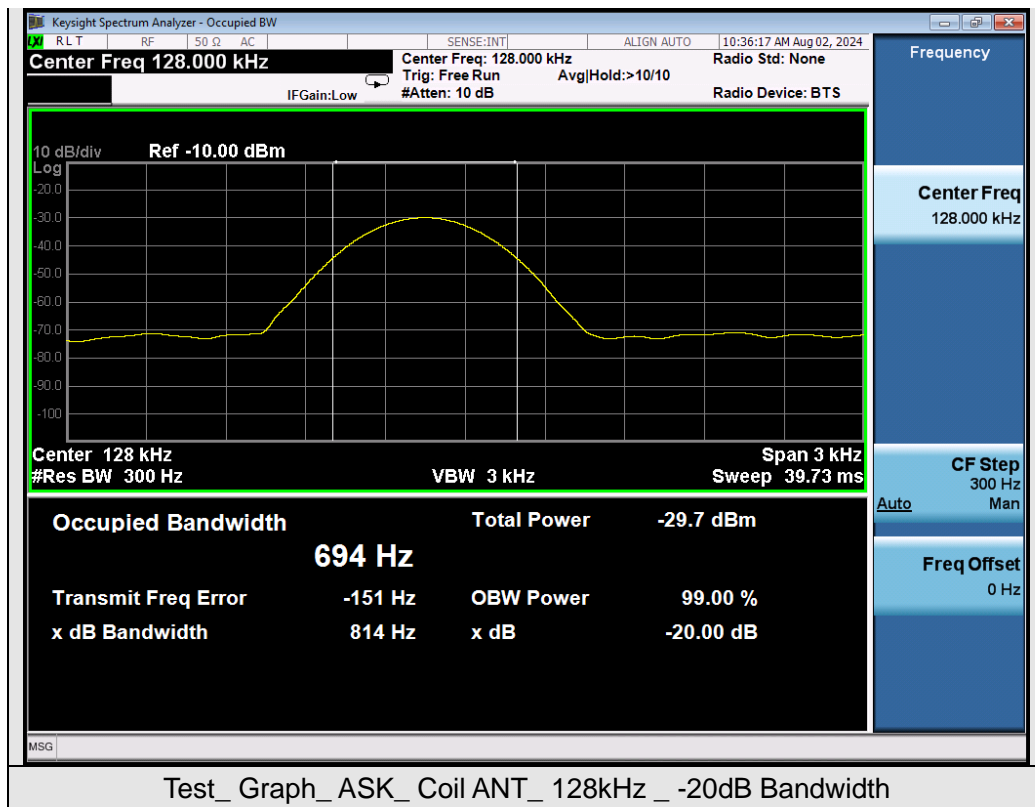 Keysight Spectrum Analyzer - Occupied BW
LXI RLT RF 50 Ω AC SENSE:INT ALIGN AUTO 10:36:17 AM Aug 02, 2024
Center Freq 128.000 kHz
Center Freq: 128.000 kHz
Radio Std: None
Trig: Free Run Avg|Hold:>10/10
IFGain:Low #Atten: 10 dB
Radio Device: BTS
Frequency
10 dB/div Ref -10.00 dBm
Log
-20.0
-30.0
-40.0
-50.0
-60.0
-70.0
-80.0
-90.0
-100
Center 128 kHz Span 3 kHz
#Res BW 300 Hz VBW 3 kHz Sweep 39.73 ms
Occupied Bandwidth Total Power -29.7 dBm
694 Hz
Transmit Freq Error -151 Hz OBW Power 99.00 %
x dB Bandwidth 814 Hz x dB -20.00 dB
Center Freq
128.000 kHz
CF Step
300 Hz
Auto Man
Freq Offset
0 Hz
MSG
Test_ Graph_ ASK_ Coil ANT_ 128kHz _ -20dB Bandwidth